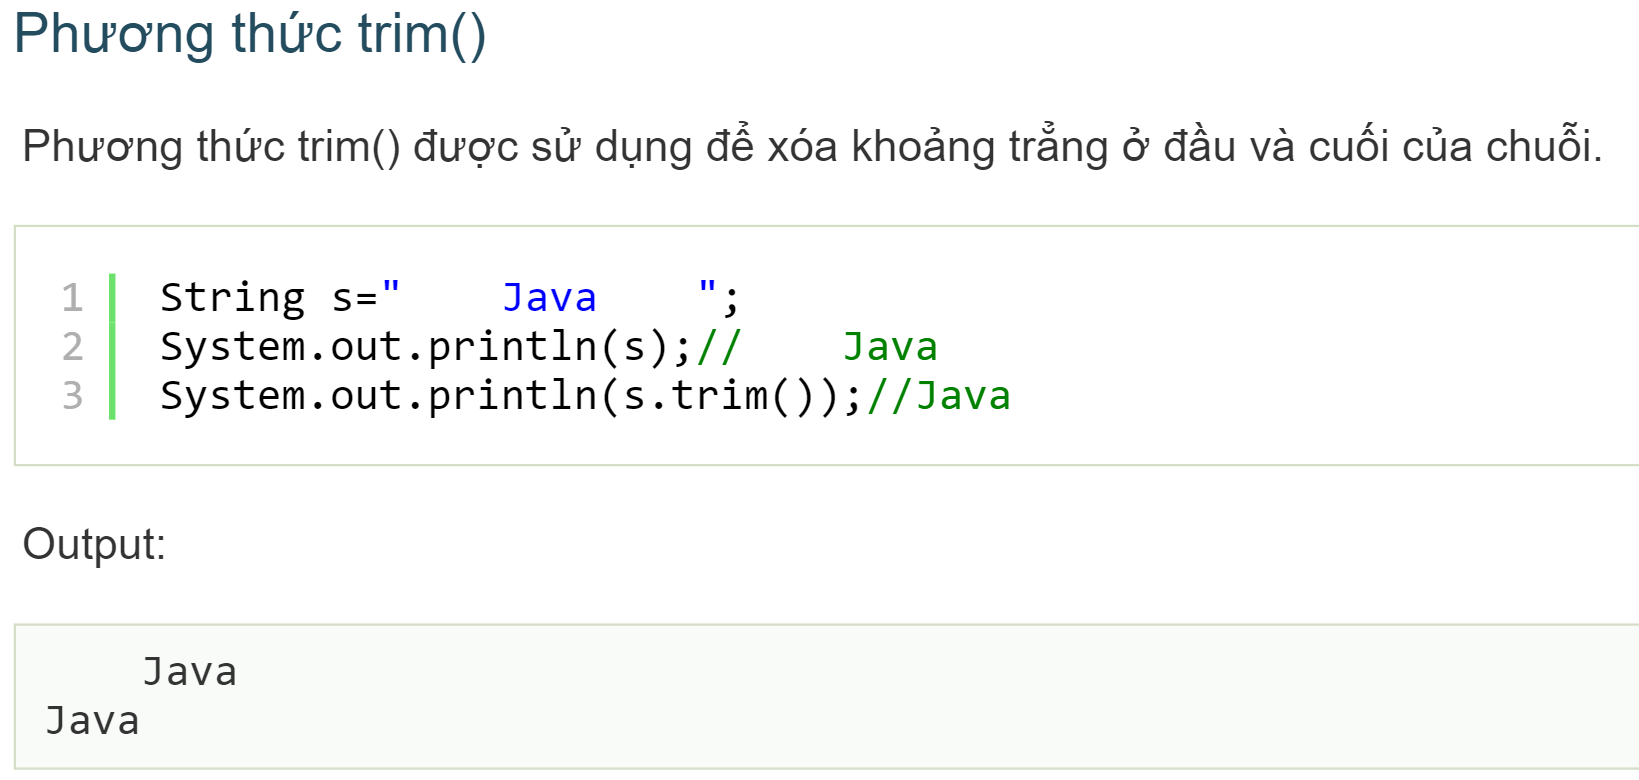 Phương thức trim()
Phương thức trim() được sử dụng để xóa khoảng trẳng ở đầu và cuối của chuỗi.
1 String s="    Java    ";
2 System.out.println(s);//    Java
3 System.out.println(s.trim());//Java
Output:
    Java
Java